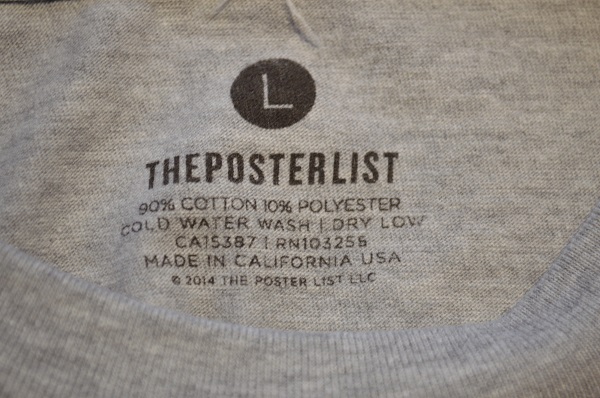 L
THEPOSTERLIST
90% COTTON 10% POLYESTER
COLD WATER WASH | DRY LOW
CA15387 | RN103256
MADE IN CALIFORNIA USA
© 2014 THE POSTER LIST LLC